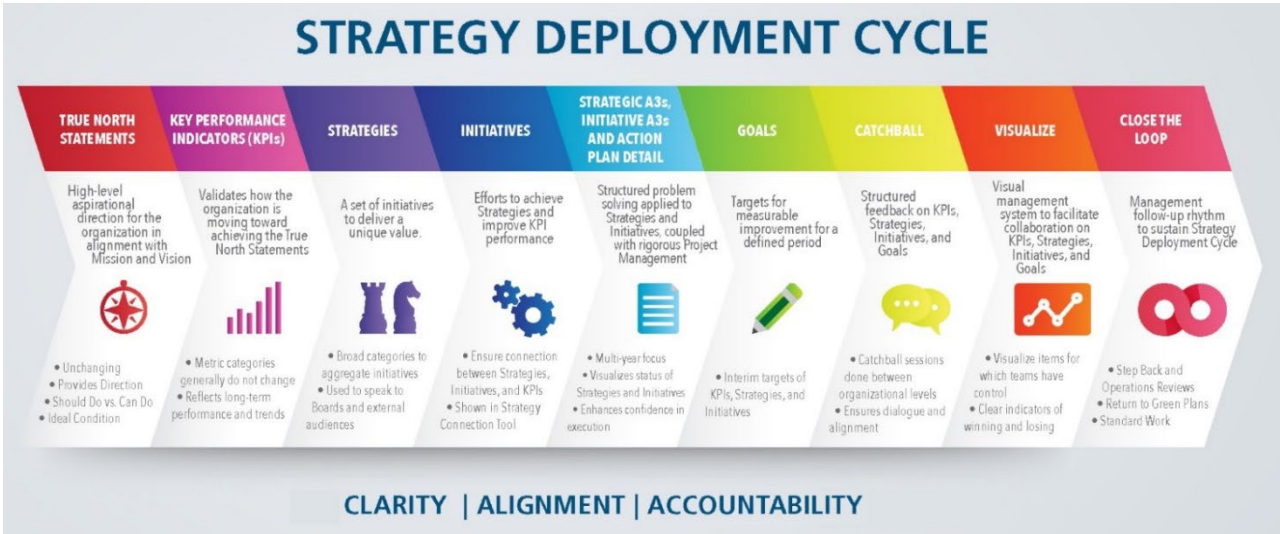 STRATEGY DEPLOYMENT CYCLE
TRUE NORTH
STATEMENTS
High-level
aspirational
direction for the
organization in
alignment with
Mission and Vision
• Unchanging
• Provides Direction
• Should Do vs. Can Do
• Ideal Condition
KEY PERFORMANCE
INDICATORS (KPIs)
Validates how the
organization is
moving toward
achieving the True
North Statements
• Metric categories
generally do not change
• Reflects long-term
performance and trends
STRATEGIES
A set of initiatives
to deliver a
unique value.
• Broad categories to
aggregate initiatives
• Used to speak to
Boards and external
audiences
INITIATIVES
Efforts to achieve
Strategies and
improve KPI
performance
• Ensure connection
between Strategies,
Initiatives, and KPIs
• Shown in Strategy
Connection Tool
STRATEGIC A3s,
INITIATIVE A3s
AND ACTION
PLAN DETAIL
Structured problem
solving applied to
Strategies and
Initiatives, coupled
with rigorous Project
Management
• Multi-year focus
• Visualizes status of
Strategies and Initiatives
• Enhances confidence in
execution
GOALS
Targets for
measurable
improvement for a
defined period
• Interim targets of
KPIs, Strategies, and
Initiatives
CATCHBALL
Structured
feedback on KPIs,
Strategies,
Initiatives, and
Goals
• Catchball sessions
done between
organizational levels
• Ensures dialogue and
alignment
VISUALIZE
Visual
management
system to facilitate
collaboration on
KPIs, Strategies,
Initiatives, and
Goals
• Visualize items for
which teams have
control
• Clear indicators of
winning and losing
CLOSE THE
LOOP
Management
follow-up rhythm
to sustain Strategy
Deployment Cycle
• Step Back and
Operations Reviews
• Return to Green Plans
• Standard Work
CLARITY | ALIGNMENT | ACCOUNTABILITY